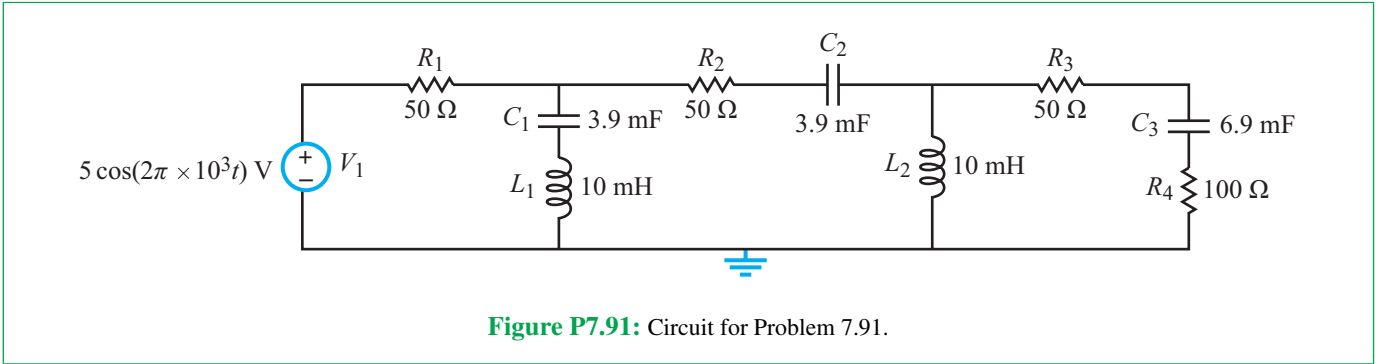 R₁
50 Ω
C₁
3.9 mF
R₂
50 Ω
C₂
3.9 mF
R₃
50 Ω
C₃
6.9 mF
5 cos(2π × 10³t) V
+
−
V₁
L₁
10 mH
L₂
10 mH
R₄
100 Ω
Figure P7.91: Circuit for Problem 7.91.